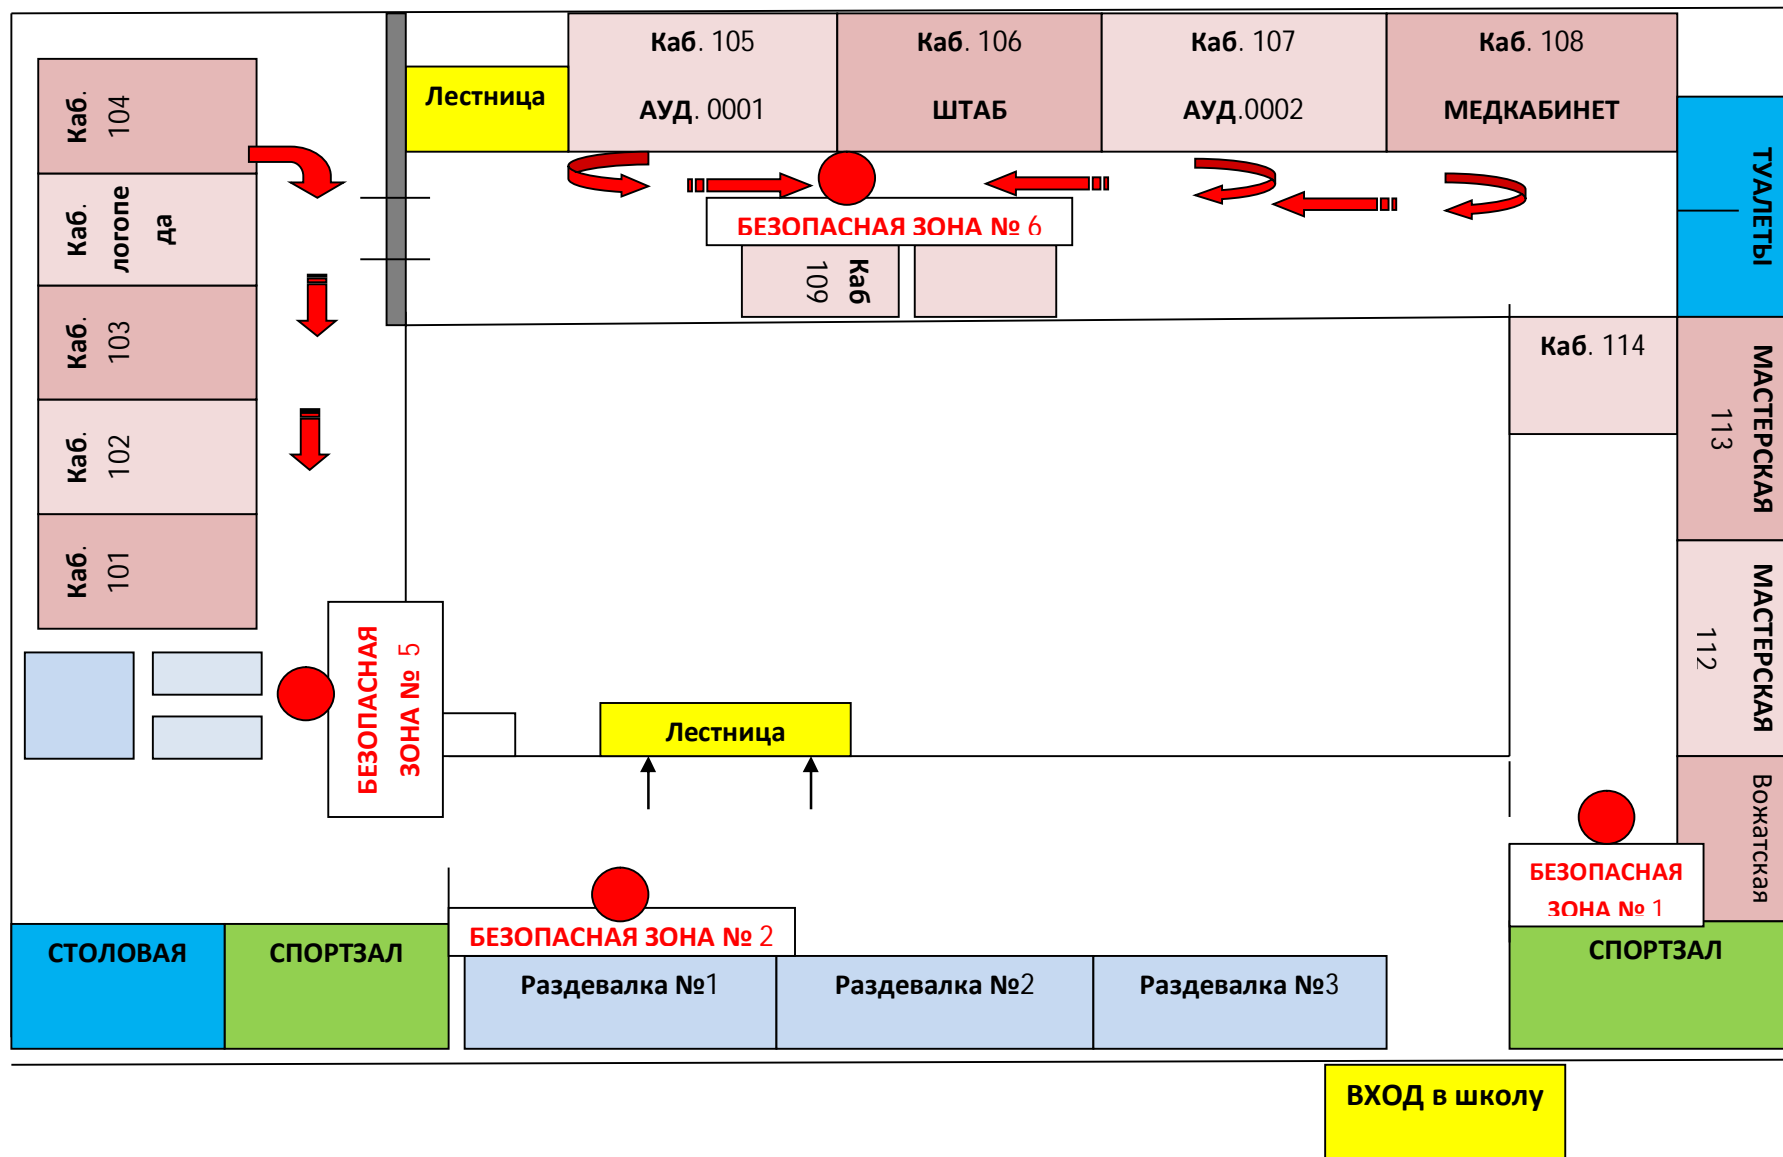 Каб. 105
АУД. 0001
Каб. 106
ШТАБ
Каб. 107
АУД.0002
Каб. 108
МЕДКАБИНЕТ
Лестница
Каб.
104
Каб.
логопе
да
Каб.
103
Каб.
102
Каб.
101
ТУАЛЕТЫ
БЕЗОПАСНАЯ ЗОНА № 6
Каб
109
Каб. 114
МАСТЕРСКАЯ
113
МАСТЕРСКАЯ
112
Вожатская
БЕЗОПАСНАЯ
ЗОНА № 5
Лестница
БЕЗОПАСНАЯ
ЗОНА № 1
БЕЗОПАСНАЯ ЗОНА № 2
СТОЛОВАЯ
СПОРТЗАЛ
Раздевалка №1
Раздевалка №2
Раздевалка №3
СПОРТЗАЛ
ВХОД в школу